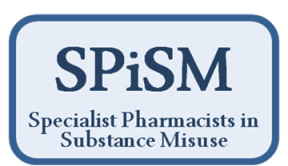 SPiSM
Specialist Pharmacists in
Substance Misuse